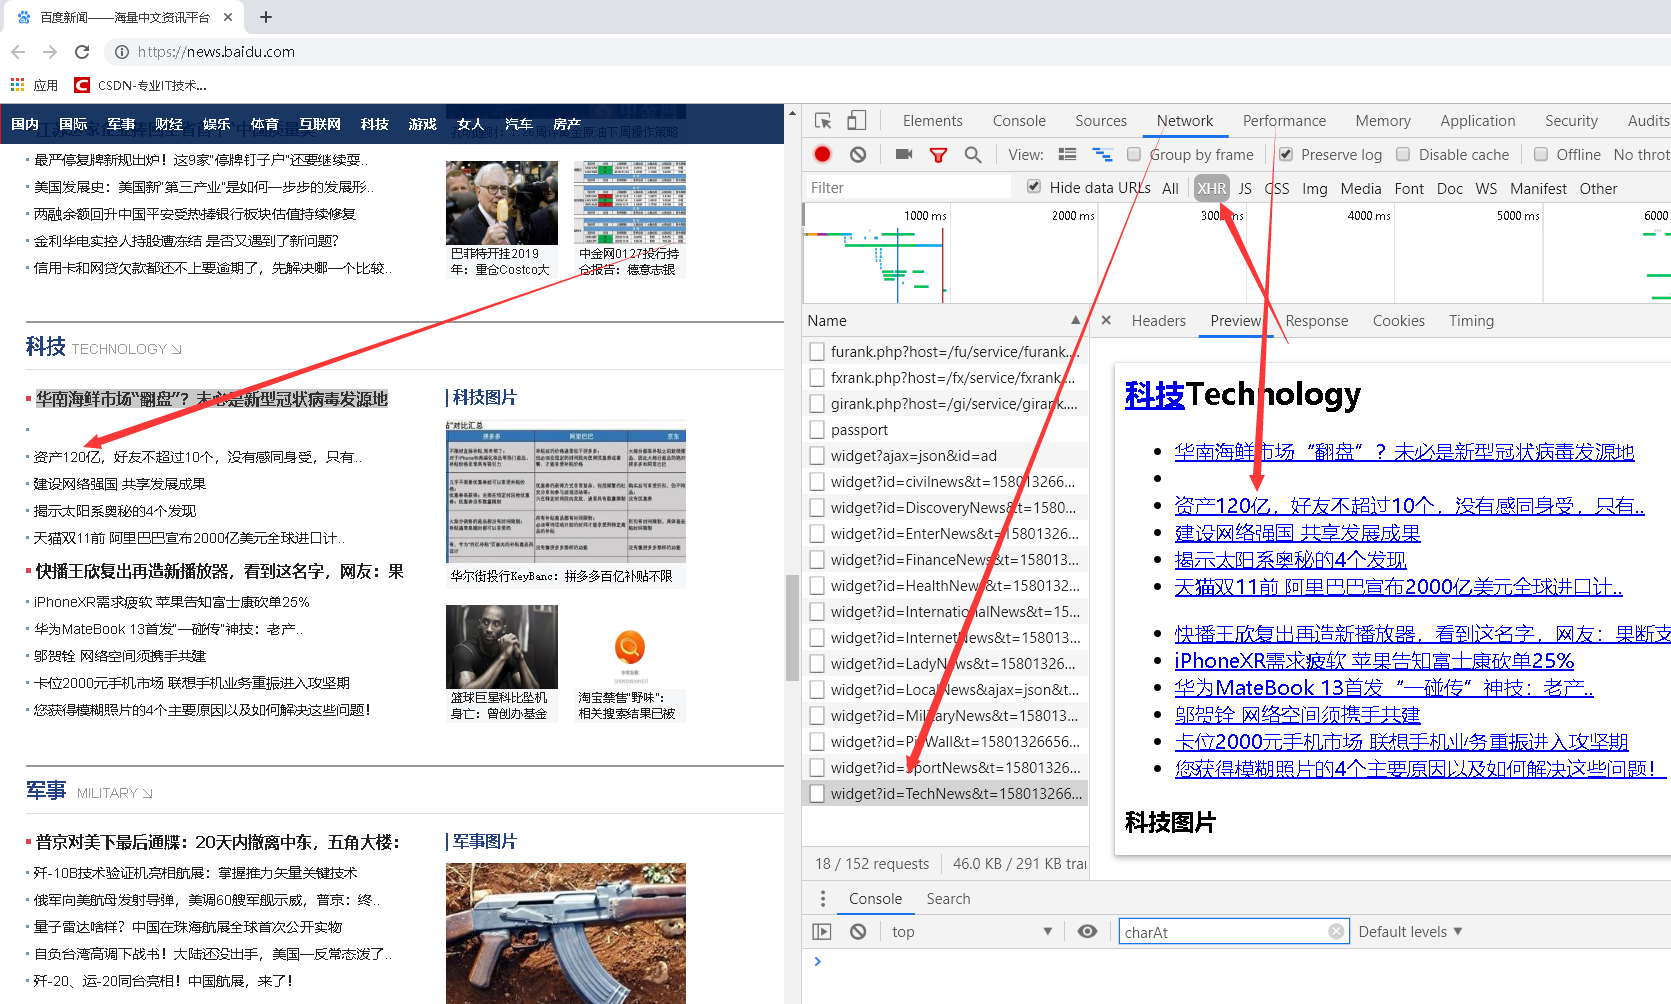 百度新闻——海量中文资讯平台
https://news.baidu.com
应用
CSDN-专业IT技术...
国内 国际 军事 财经 娱乐 体育 互联网 科技 游戏 女人 汽车 房产
最严停复牌新规出炉！这9家"停牌钉子户"还要继续耍..
美国发展史：美国新"第三产业"是如何一步步的发展形..
两融余额回升中国平安受热捧银行板块估值持续修复
金利华电实控人持股遭冻结 是否又遇到了新问题?
信用卡和网贷欠款都还不上要逾期了，先解决哪一个比较..
巴菲特开挂2019
年：重仓Costco大
中金网0127投行持
仓报告：德意志银
科技 TECHNOLOGY
华南海鲜市场"翻盘"？未必是新型冠状病毒发源地
资产120亿，好友不超过10个，没有感同身受，只有..
建设网络强国 共享发展成果
揭示太阳系奥秘的4个发现
天猫双11前 阿里巴巴宣布2000亿美元全球进口计..
快播王欣复出再造新播放器，看到这名字，网友：果
iPhoneXR需求疲软 苹果告知富士康砍单25%
华为MateBook 13首发"一碰传"神技：老产..
邬贺铨 网络空间须携手共建
卡位2000元手机市场 联想手机业务重振进入攻坚期
您获得模糊照片的4个主要原因以及如何解决这些问题！
科技图片
对比汇总
拼多多 阿里巴巴 京东
华尔街投行KeyBanc：拼多多百亿补贴不限
篮球巨星科比坠机
身亡：曾创办基金
淘宝禁售"野味"：
相关搜索结果已被
军事 MILITARY
普京对美下最后通牒：20天内撤离中东，五角大楼：
歼-10B技术验证机亮相航展：掌握推力矢量关键技术
俄军向美航母发射导弹，美调60艘军舰示威，普京：终..
量子雷达啥样？中国在珠海航展全球首次公开实物
自负台湾高调下战书！大陆还没出手，美国一反常态泼了..
歼-20、运-20同台亮相！中国航展，来了！
军事图片
Elements Console Sources Network Performance Memory Application Security Audits
View: Group by frame Preserve log Disable cache Offline No thrott
Filter Hide data URLs All XHR JS CSS Img Media Font Doc WS Manifest Other
1000 ms 2000 ms 3000 ms 4000 ms 5000 ms 6000
Name
Headers Preview Response Cookies Timing
furank.php?host=/fu/service/furank....
fxrank.php?host=/fx/service/fxrank....
girank.php?host=/gi/service/girank....
passport
widget?ajax=json&id=ad
widget?id=civilnews&t=158013266...
widget?id=DiscoveryNews&t=1580...
widget?id=EnterNews&t=15801326...
widget?id=FinanceNews&t=158013...
widget?id=HealthNews&t=1580132...
widget?id=InternationalNews&t=15...
widget?id=InternetNews&t=158013...
widget?id=LadyNews&t=15801326...
widget?id=LocalNews&ajax=json&t...
widget?id=MilitaryNews&t=158013...
widget?id=PicWall&t=15801326656...
widget?id=SportNews&t=15801326...
widget?id=TechNews&t=158013266...
18 / 152 requests 46.0 KB / 291 KB tran
科技Technology
华南海鲜市场“翻盘”？未必是新型冠状病毒发源地
资产120亿，好友不超过10个，没有感同身受，只有..
建设网络强国 共享发展成果
揭示太阳系奥秘的4个发现
天猫双11前 阿里巴巴宣布2000亿美元全球进口计..
快播王欣复出再造新播放器，看到这名字，网友：果断支
iPhoneXR需求疲软 苹果告知富士康砍单25%
华为MateBook 13首发“一碰传”神技：老产..
邬贺铨 网络空间须携手共建
卡位2000元手机市场 联想手机业务重振进入攻坚期
您获得模糊照片的4个主要原因以及如何解决这些问题！
科技图片
Console Search
top charAt Default levels